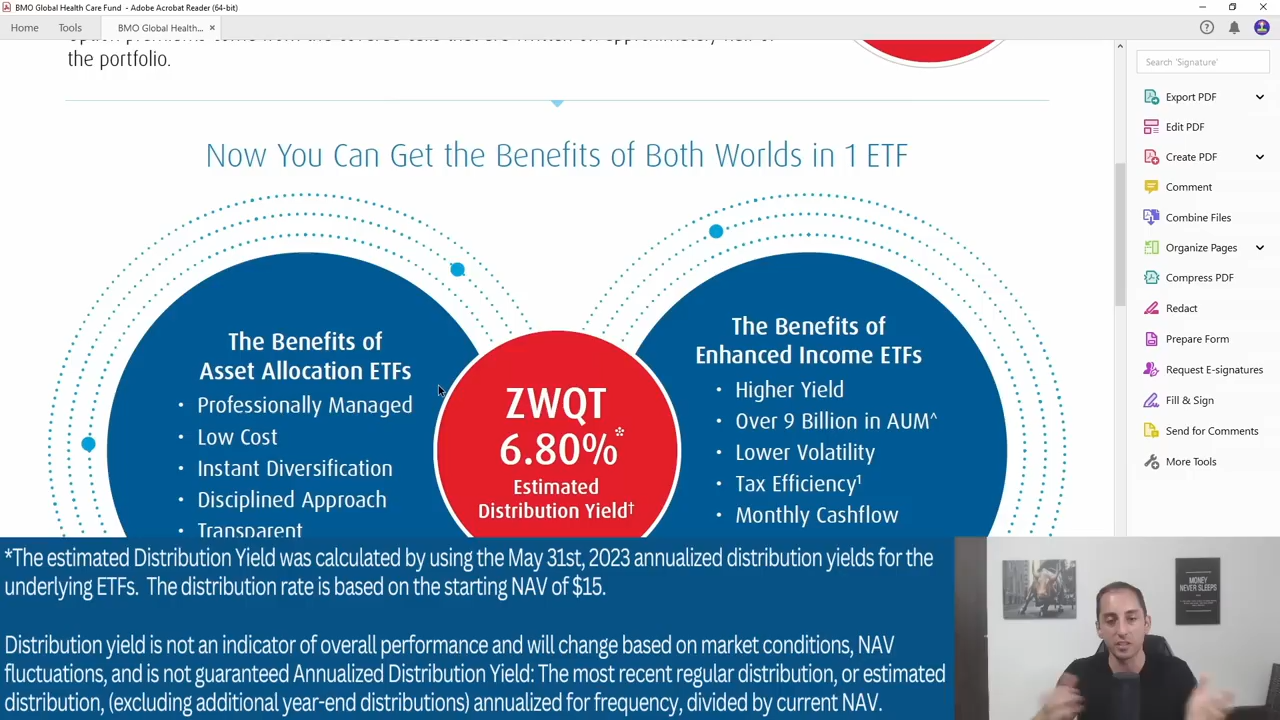 BMO Global Health Care Fund - Adobe Acrobat Reader (64-bit)
Home
Tools
BMO Global Health...
the portfolio.
Now You Can Get the Benefits of Both Worlds in 1 ETF
The Benefits of
Asset Allocation ETFs
• Professionally Managed
• Low Cost
• Instant Diversification
• Disciplined Approach
• Transparent
ZWQT
6.80%*
Estimated
Distribution Yield†
The Benefits of
Enhanced Income ETFs
• Higher Yield
• Over 9 Billion in AUM^
• Lower Volatility
• Tax Efficiency¹
• Monthly Cashflow
Search 'Signature'
Export PDF
Edit PDF
Create PDF
Comment
Combine Files
Organize Pages
Compress PDF
Redact
Prepare Form
Request E-signatures
Fill & Sign
Send for Comments
More Tools
*The estimated Distribution Yield was calculated by using the May 31st, 2023 annualized distribution yields for the
underlying ETFs. The distribution rate is based on the starting NAV of $15.
Distribution yield is not an indicator of overall performance and will change based on market conditions, NAV
fluctuations, and is not guaranteed Annualized Distribution Yield: The most recent regular distribution, or estimated
distribution, (excluding additional year-end distributions) annualized for frequency, divided by current NAV.
MONEY
NEVER SLEEPS